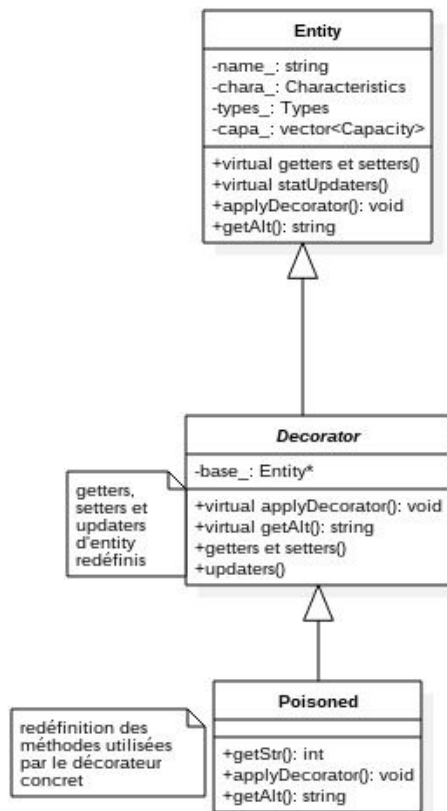 Entity
-name_: string
-chara_: Characteristics
-types_: Types
-capa_: vector<Capacity>
+virtual getters et setters()
+virtual statUpdaters()
+applyDecorator(): void
+getAlt(): string
Decorator
-base_: Entity*
+virtual applyDecorator(): void
+virtual getAlt(): string
+getters et setters()
+updaters()
getters,
setters et
updaters
d'entity
redéfinis
Poisoned
+getStr(): int
+applyDecorator(): void
+getAlt(): string
redéfinition des
méthodes utilisées
par le décorateur
concret